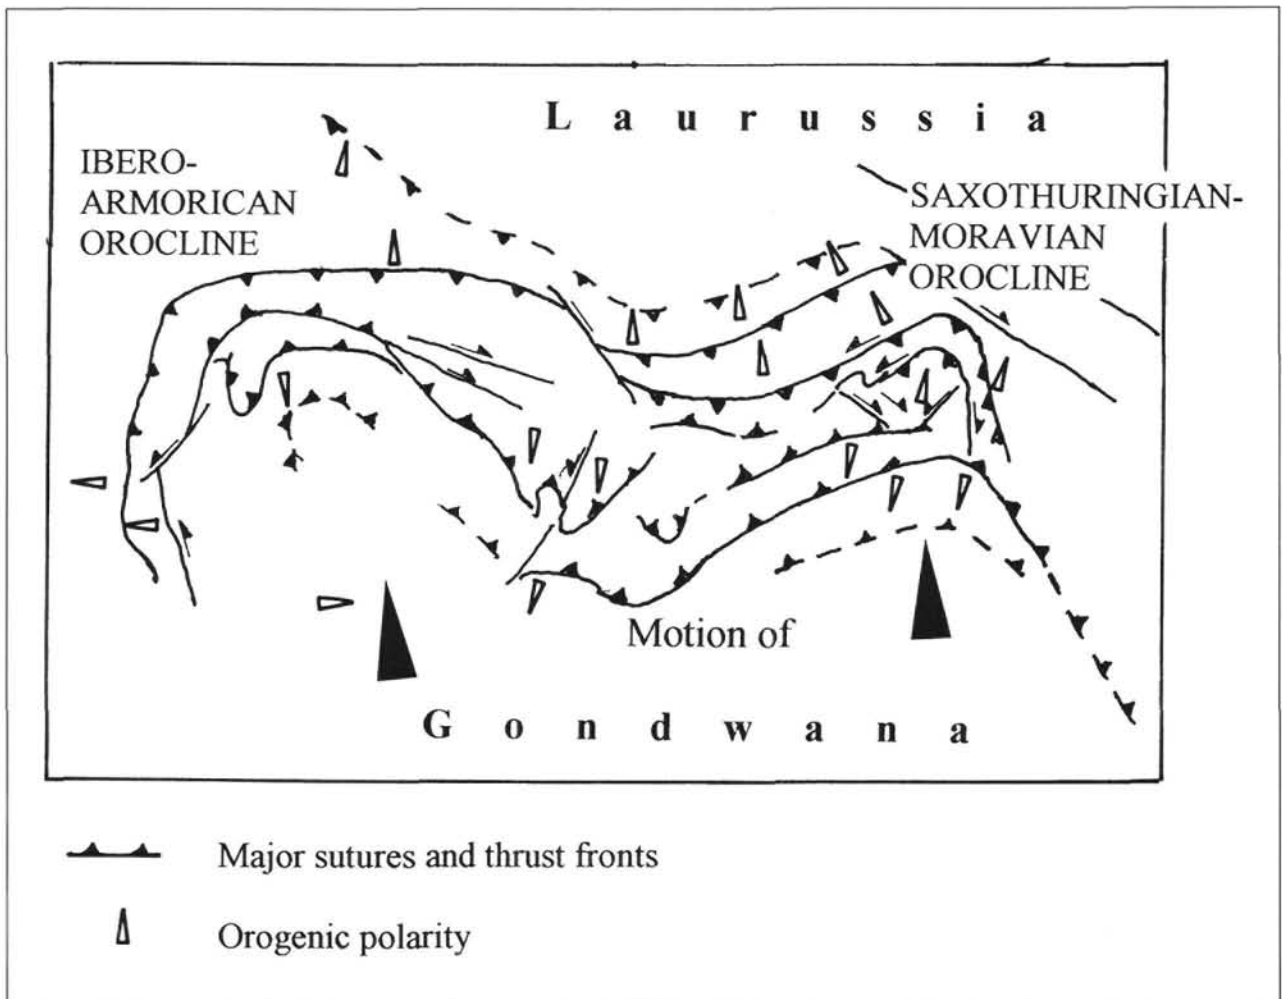 L a u r u s s i a
IBERO-
ARMORICAN
OROCLINE
SAXOTHURINGIAN-
MORAVIAN
OROCLINE
Motion of
G o n d w a n a
Major sutures and thrust fronts
Orogenic polarity